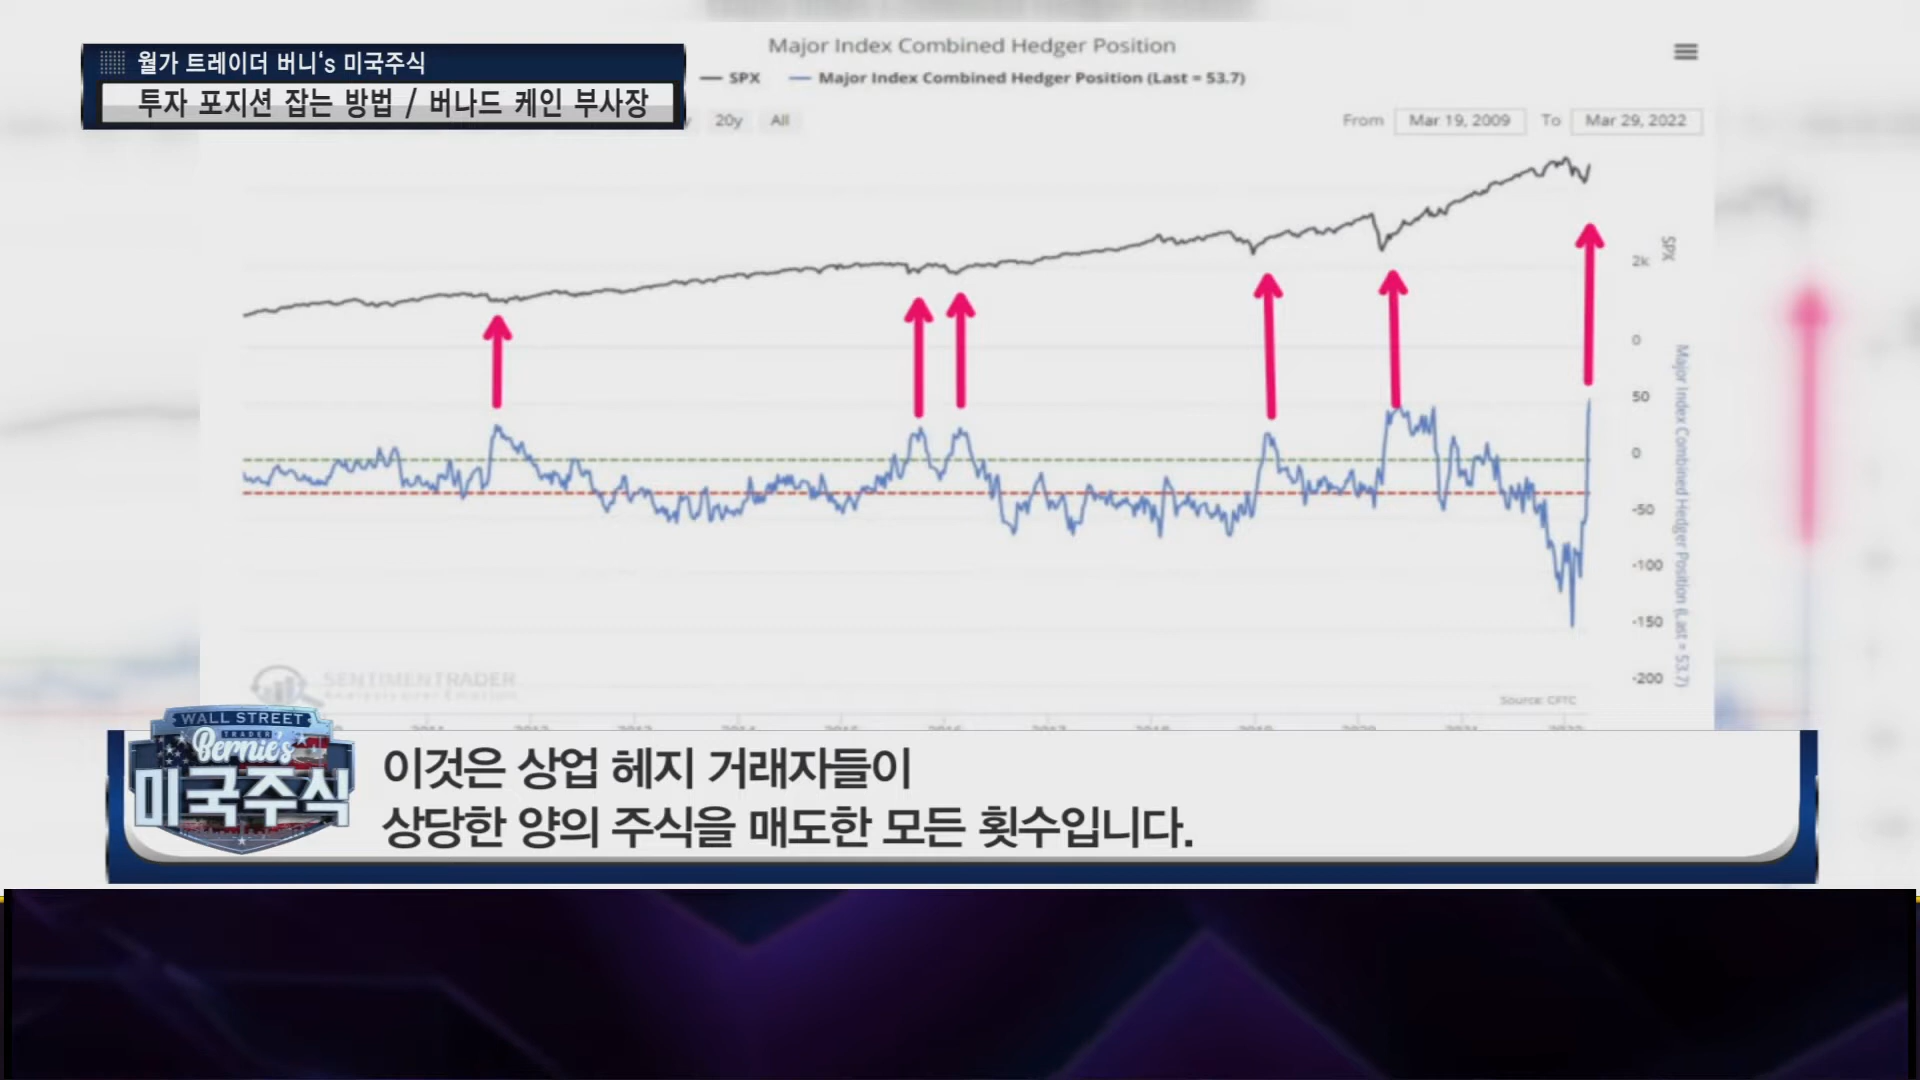 월가 트레이더 버니's 미국주식
투자 포지션 잡는 방법 / 버나드 케인 부사장
Major Index Combined Hedger Position
SPX
Major Index Combined Hedger Position (Last = 53.7)
20y
All
From
Mar 19, 2009
To
Mar 29, 2022
SPX
2k
0
Major Index Combined Hedger Position (Last = 53.7)
50
0
-50
-100
-150
-200
SENTIMENTRADER
Analysis over Emotion
Source: CFTC
WALL STREET
TRADER
Bernie's
미국주식
이것은 상업 헤지 거래자들이
상당한 양의 주식을 매도한 모든 횟수입니다.